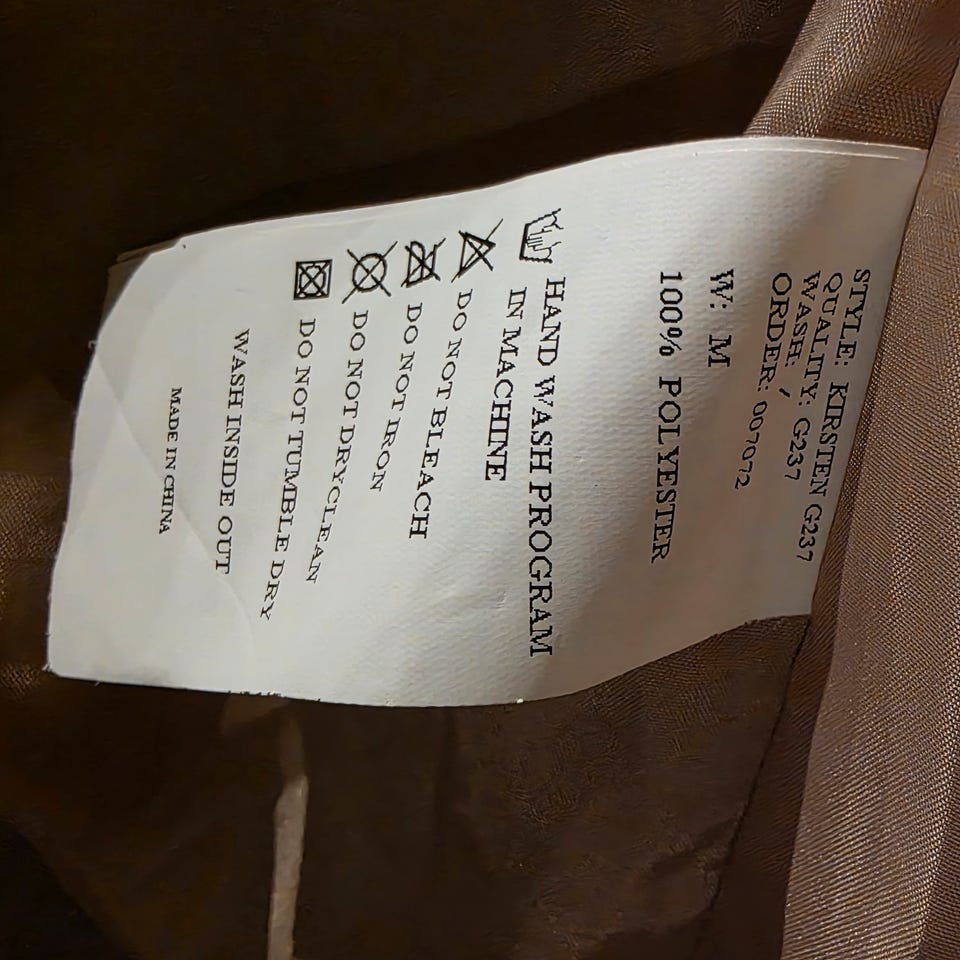 STYLE: KIRSTEN G237
QUALITY: G237
WASH: /
ORDER: 007072
W: M
100% POLYESTER
HAND WASH PROGRAM
IN MACHINE
DO NOT BLEACH
DO NOT IRON
DO NOT DRYCLEAN
DO NOT TUMBLE DRY
WASH INSIDE OUT
MADE IN CHINA